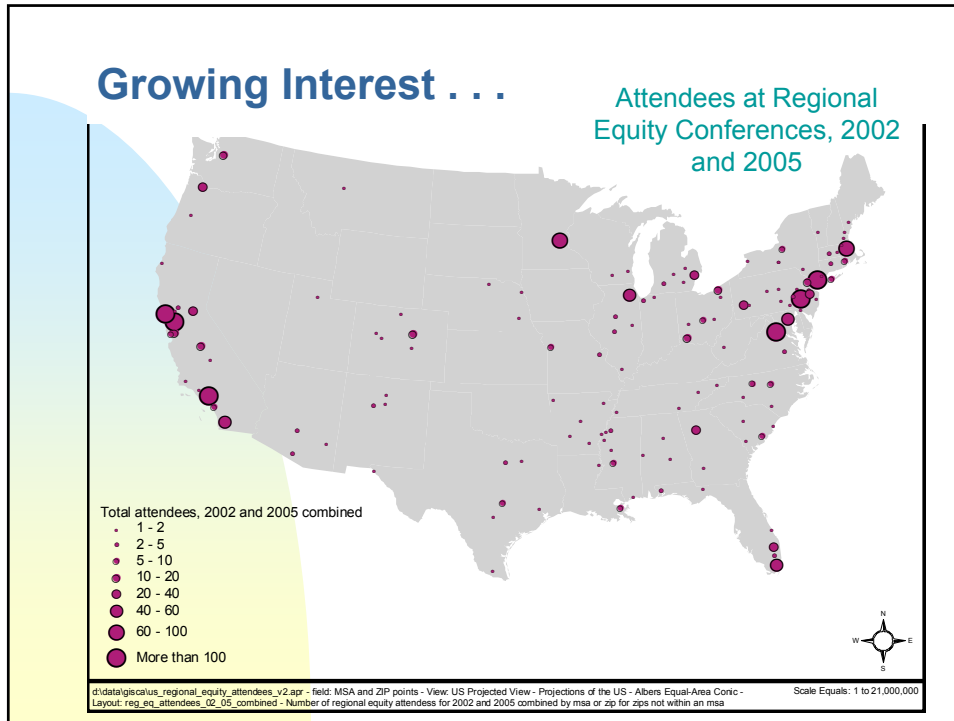 Growing Interest . . .
Attendees at Regional
Equity Conferences, 2002
and 2005
Total attendees, 2002 and 2005 combined
1 - 2
2 - 5
5 - 10
10 - 20
20 - 40
40 - 60
60 - 100
More than 100
N
W E
S
d:\data\gisca\us_regional_equity_attendees_v2.apr - field: MSA and ZIP points - View: US Projected View - Projections of the US - Albers Equal-Area Conic -
Layout: reg_eq_attendees_02_05_combined - Number of regional equity attendess for 2002 and 2005 combined by msa or zip for zips not within an msa
Scale Equals: 1 to 21,000,000